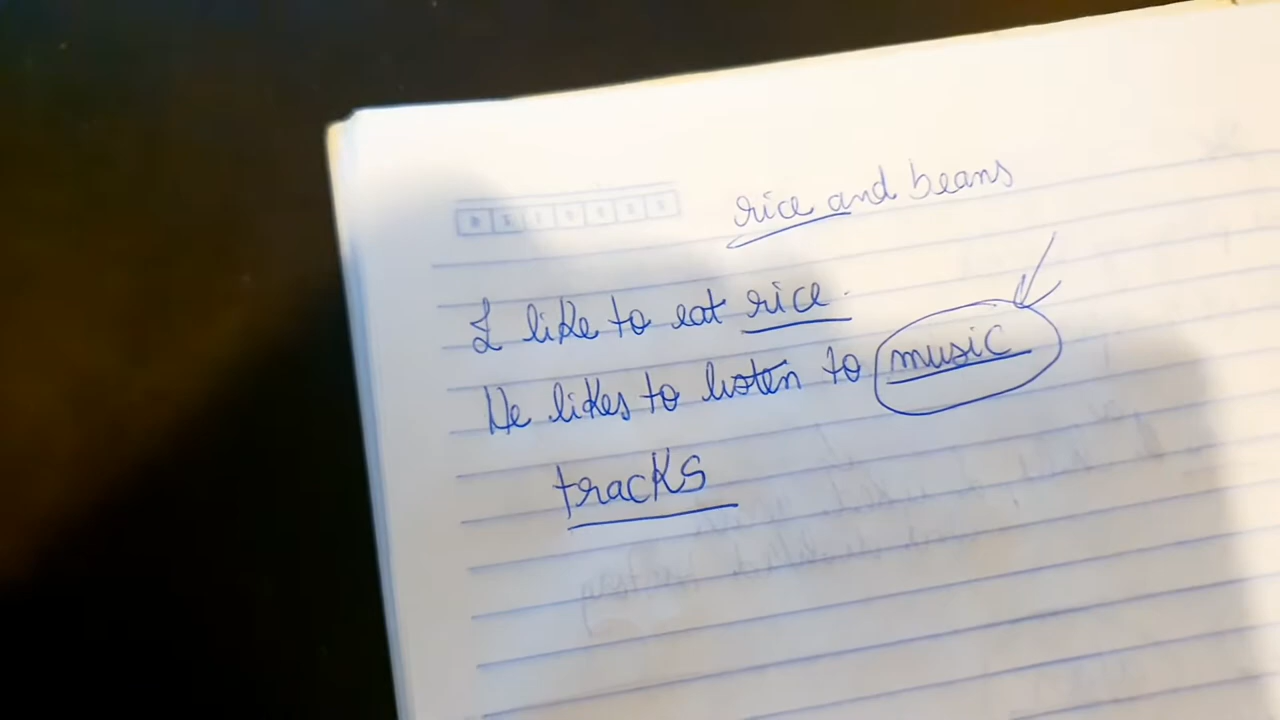 rice and beans
I like to eat rice.
He likes to listen to music
tracks